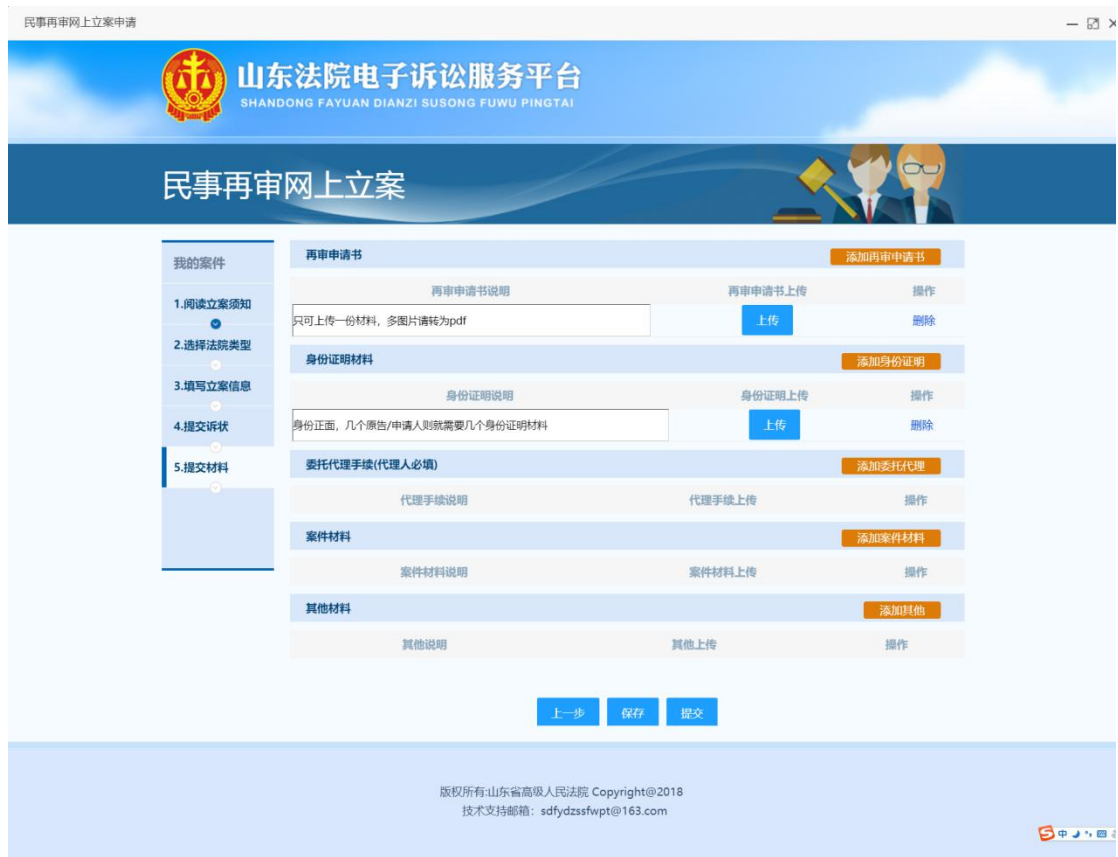 民事再审网上立案申请
山东法院电子诉讼服务平台
SHANDONG FAYUAN DIANZI SUSONG FUWU PINGTAI
民事再审网上立案
我的案件
1.阅读立案须知
2.选择法院类型
3.填写立案信息
4.提交诉状
5.提交材料
再审申请书 添加再审申请书
再审申请书说明 再审申请书上传 操作
只可上传一份材料，多图片请转为pdf 上传 删除
身份证明材料 添加身份证明
身份证明说明 身份证明上传 操作
身份正面，几个原告/申请人则就需要几个身份证明材料 上传 删除
委托代理手续(代理人必填) 添加委托代理
代理手续说明 代理手续上传 操作
案件材料 添加案件材料
案件材料说明 案件材料上传 操作
其他材料 添加其他
其他说明 其他上传 操作
上一步 保存 提交
版权所有:山东省高级人民法院 Copyright@2018
技术支持邮箱：sdfydzssfwpt@163.com
中